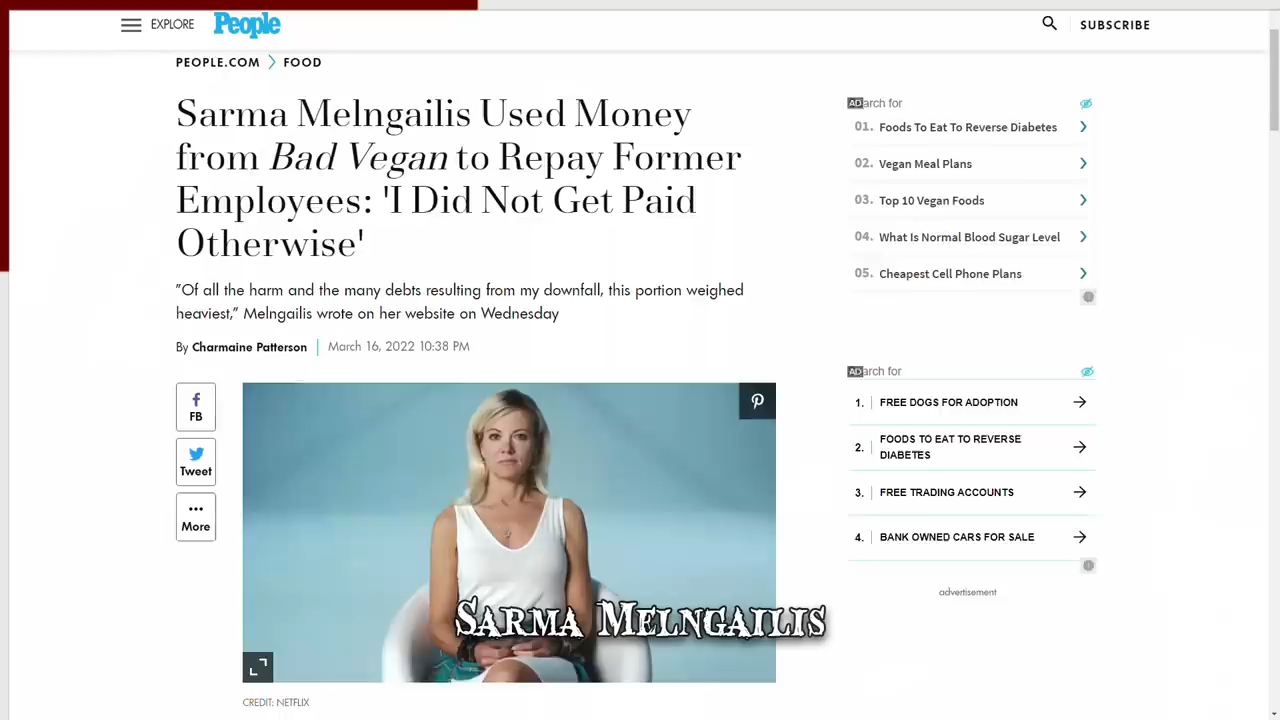 EXPLORE
People
SUBSCRIBE
PEOPLE.COM > FOOD
Sarma Melngailis Used Money
from Bad Vegan to Repay Former
Employees: 'I Did Not Get Paid
Otherwise'
"Of all the harm and the many debts resulting from my downfall, this portion weighed
heaviest," Melngailis wrote on her website on Wednesday
By Charmaine Patterson | March 16, 2022 10:38 PM
FB
Tweet
More
SARMA MELNGAILIS
CREDIT: NETFLIX
AD arch for
01. Foods To Eat To Reverse Diabetes
02. Vegan Meal Plans
03. Top 10 Vegan Foods
04. What Is Normal Blood Sugar Level
05. Cheapest Cell Phone Plans
AD arch for
1. FREE DOGS FOR ADOPTION
2. FOODS TO EAT TO REVERSE
DIABETES
3. FREE TRADING ACCOUNTS
4. BANK OWNED CARS FOR SALE
advertisement